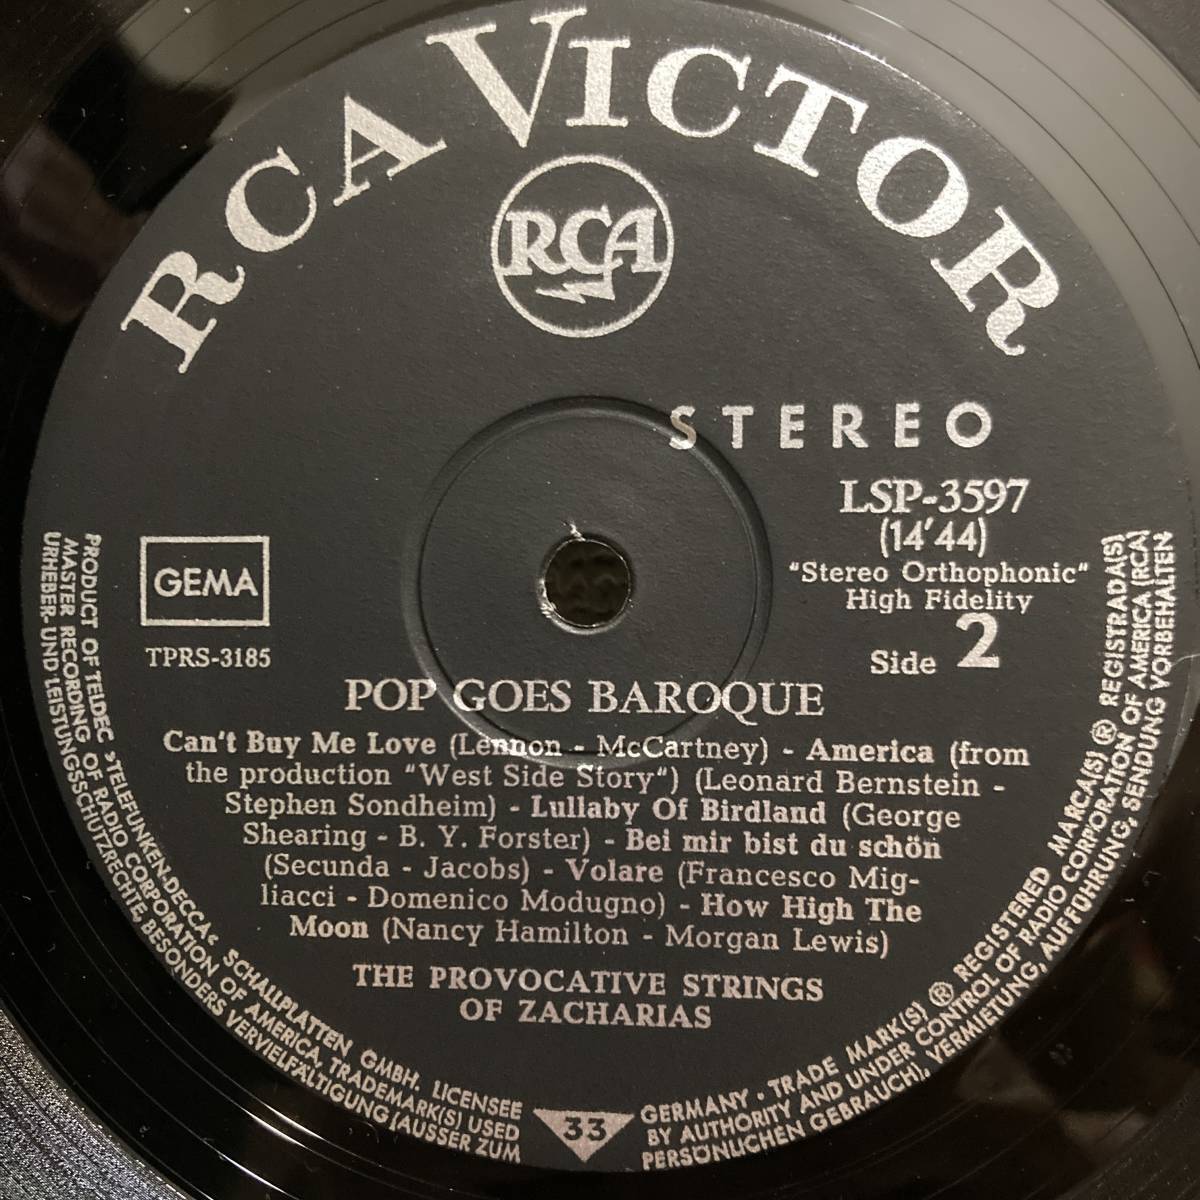 RCA VICTOR
RCA
STEREO
LSP-3597
(14'44)
"Stereo Orthophonic"
High Fidelity
Side 2
GEMA
TPRS-3185
POP GOES BAROQUE
Can't Buy Me Love (Lennon - McCartney) - America (from
the production "West Side Story") (Leonard Bernstein -
Stephen Sondheim) - Lullaby Of Birdland (George
Shearing - B. Y. Forster) - Bei mir bist du schön
(Secunda - Jacobs) - Volare (Francesco Mig-
liacci - Domenico Modugno) - How High The
Moon (Nancy Hamilton - Morgan Lewis)
THE PROVOCATIVE STRINGS
OF ZACHARIAS
PRODUCT OF TELDEC »TELEFUNKEN-DECCA« SCHALLPLATTEN GMBH. LICENSEE
MASTER RECORDING OF RADIO CORPORATION OF AMERICA, TRADEMARK(S) USED
URHEBER- UND LEISTUNGSSCHUTZRECHTE, BESONDERS VERVIELFÄLTIGUNG (AUSSER ZUM
33
GERMANY · TRADE MARK(S) ® REGISTERED MARCA(S) ® REGISTRADA(S)
BY AUTHORITY AND UNDER CONTROL OF RADIO CORPORATION OF AMERICA (RCA)
PERSÖNLICHEN GEBRAUCH), VERMIETUNG, AUFFÜHRUNG, SENDUNG VORBEHALTEN